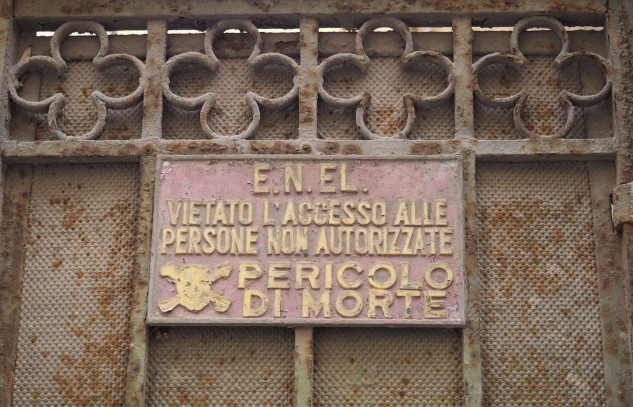 E.N.EL.
VIETATO L'ACCESSO ALLE
PERSONE NON AUTORIZZATE
PERICOLO
DI MORTE